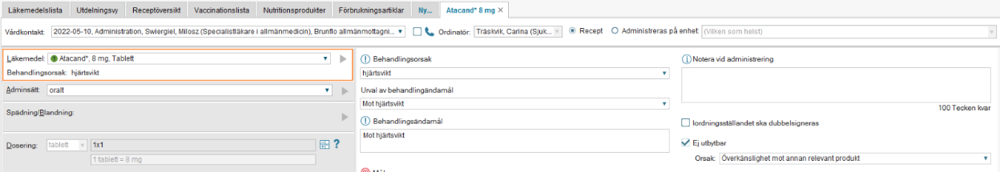 Läkemedelslista Utdelningsvy Receptöversikt Vaccinationslista Nutritionsprodukter Förbrukningsartiklar Ny... Atacand* 8 mg
Vårdkontakt: 2022-05-10, Administration, Swiergiel, Milosz (Specialistläkare i allmänmedicin), Brunflo allmänmottagni... Ordinatör: Träskvik, Carina (Sjuk... Recept Administreras på enhet: (Vilken som helst)
Läkemedel: Atacand*, 8 mg, Tablett
Behandlingsorsak: hjärtsvikt
Adminsätt: oralt
Spädning/Blandning:
Dosering: tablett 1x1 ?
1 tablett = 8 mg
Behandlingsorsak
hjärtsvikt
Urval av behandlingändamål
Mot hjärtsvikt
Behandlingsändamål
Mot hjärtsvikt
Notera vid administrering
100 Tecken kvar
Iordningsställandet ska dubbelsigneras
Ej utbytbar
Orsak: Överkänslighet mot annan relevant produkt